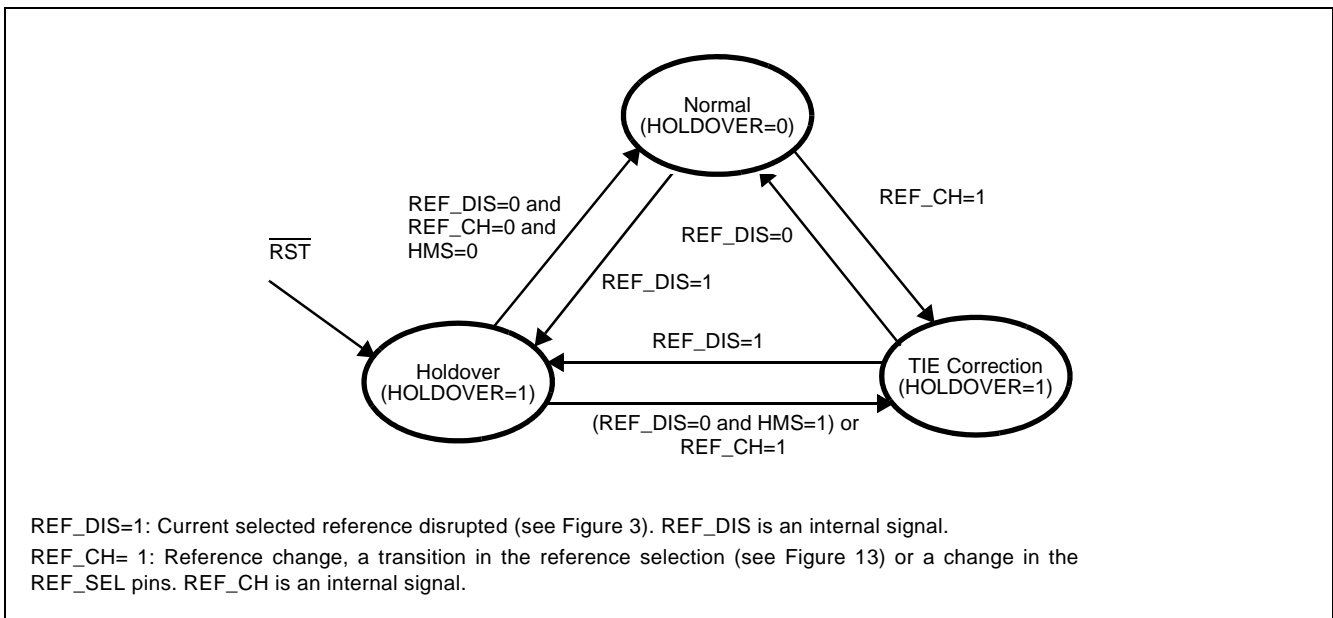 Normal
(HOLDOVER=0)
REF_DIS=0 and
REF_CH=0 and
HMS=0
REF_CH=1
RST
REF_DIS=0
REF_DIS=1
REF_DIS=1
Holdover
(HOLDOVER=1)
TIE Correction
(HOLDOVER=1)
(REF_DIS=0 and HMS=1) or
REF_CH=1
REF_DIS=1: Current selected reference disrupted (see Figure 3). REF_DIS is an internal signal.
REF_CH= 1: Reference change, a transition in the reference selection (see Figure 13) or a change in the
REF_SEL pins. REF_CH is an internal signal.